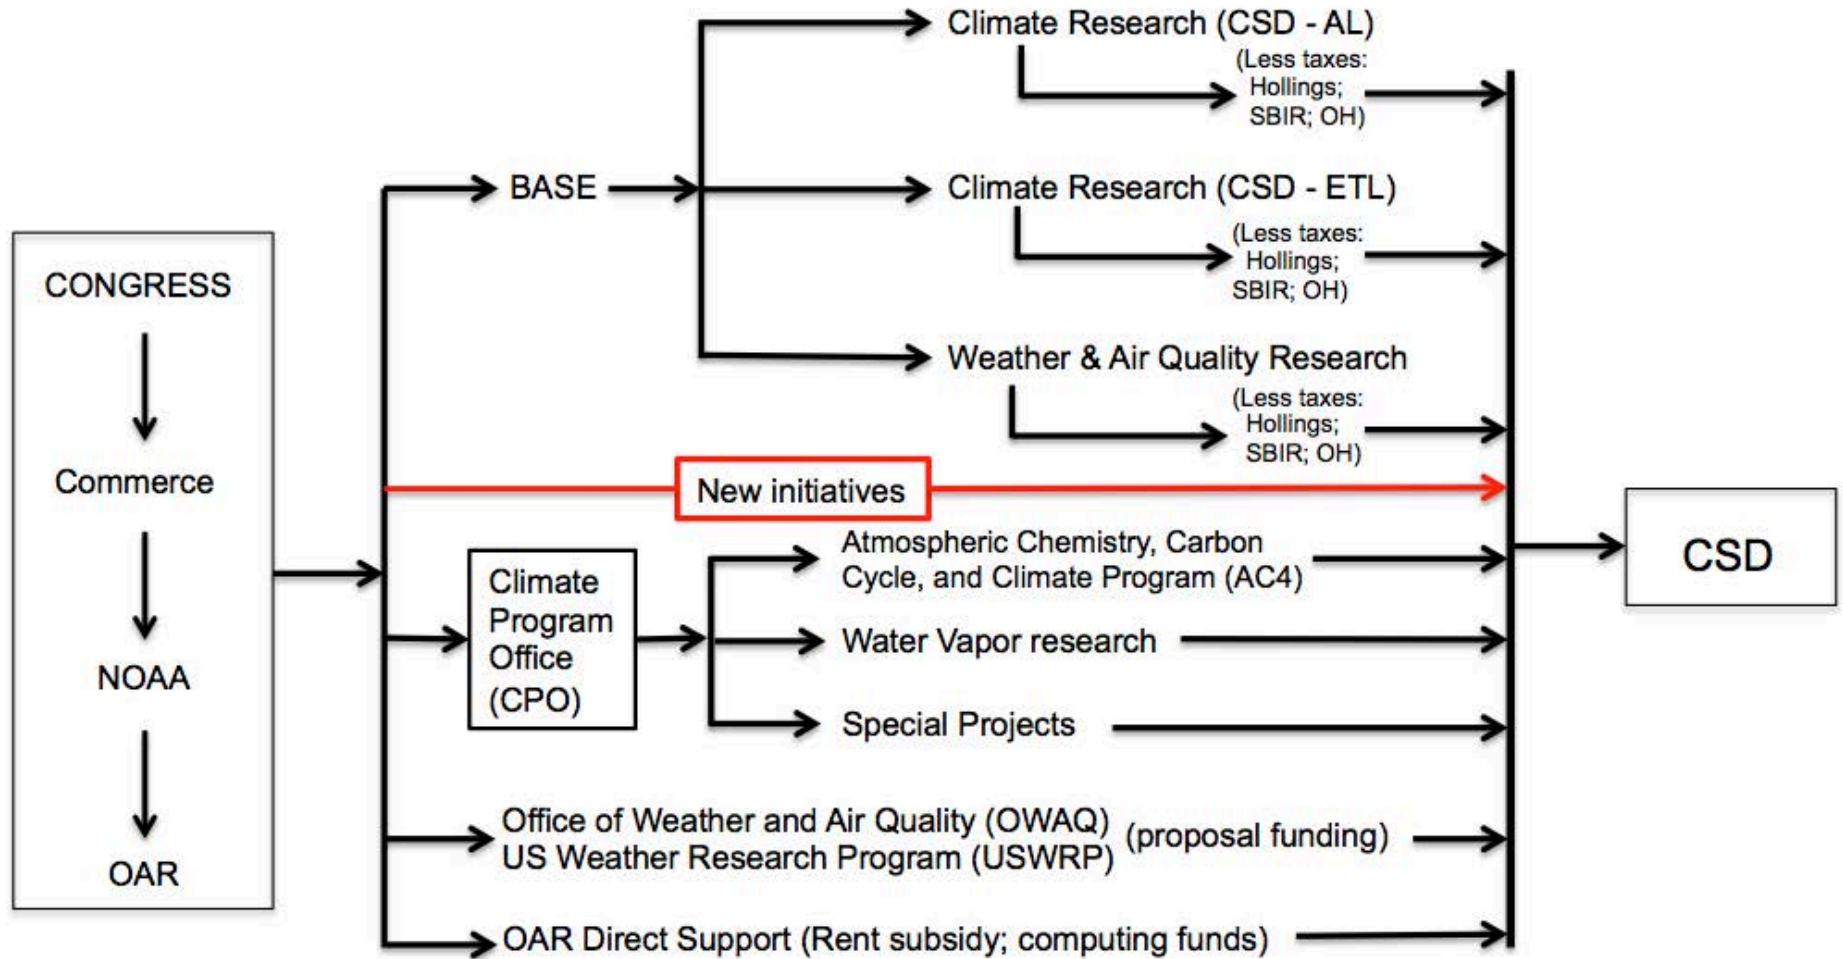 CONGRESS
Commerce
NOAA
OAR
BASE
Climate Research (CSD - AL)
(Less taxes:
Hollings;
SBIR; OH)
Climate Research (CSD - ETL)
(Less taxes:
Hollings;
SBIR; OH)
Weather & Air Quality Research
(Less taxes:
Hollings;
SBIR; OH)
New initiatives
Climate
Program
Office
(CPO)
Atmospheric Chemistry, Carbon
Cycle, and Climate Program (AC4)
Water Vapor research
Special Projects
Office of Weather and Air Quality (OWAQ)
US Weather Research Program (USWRP)
(proposal funding)
OAR Direct Support (Rent subsidy; computing funds)
CSD